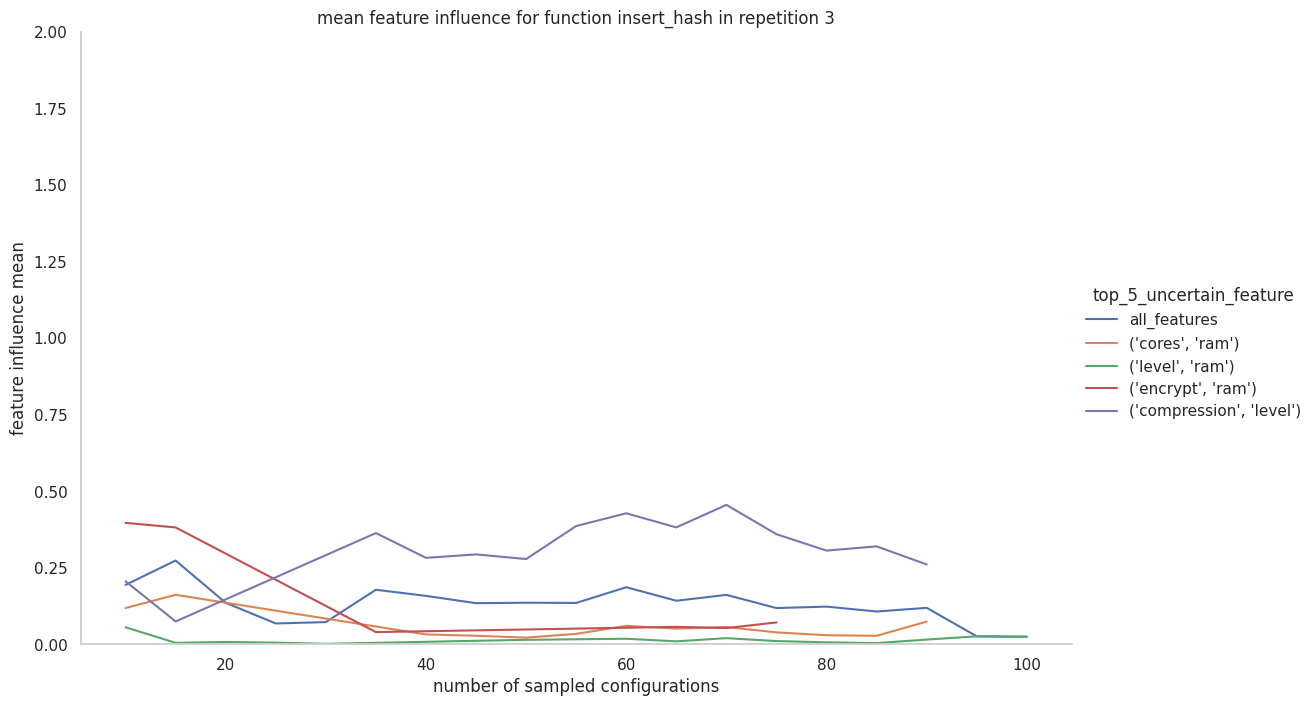 mean feature influence for function insert_hash in repetition 3
2.00
1.75
1.50
1.25
1.00
0.75
0.50
0.25
0.00
feature influence mean
20 40 60 80 100
number of sampled configurations
top_5_uncertain_feature
all_features
('cores', 'ram')
('level', 'ram')
('encrypt', 'ram')
('compression', 'level')